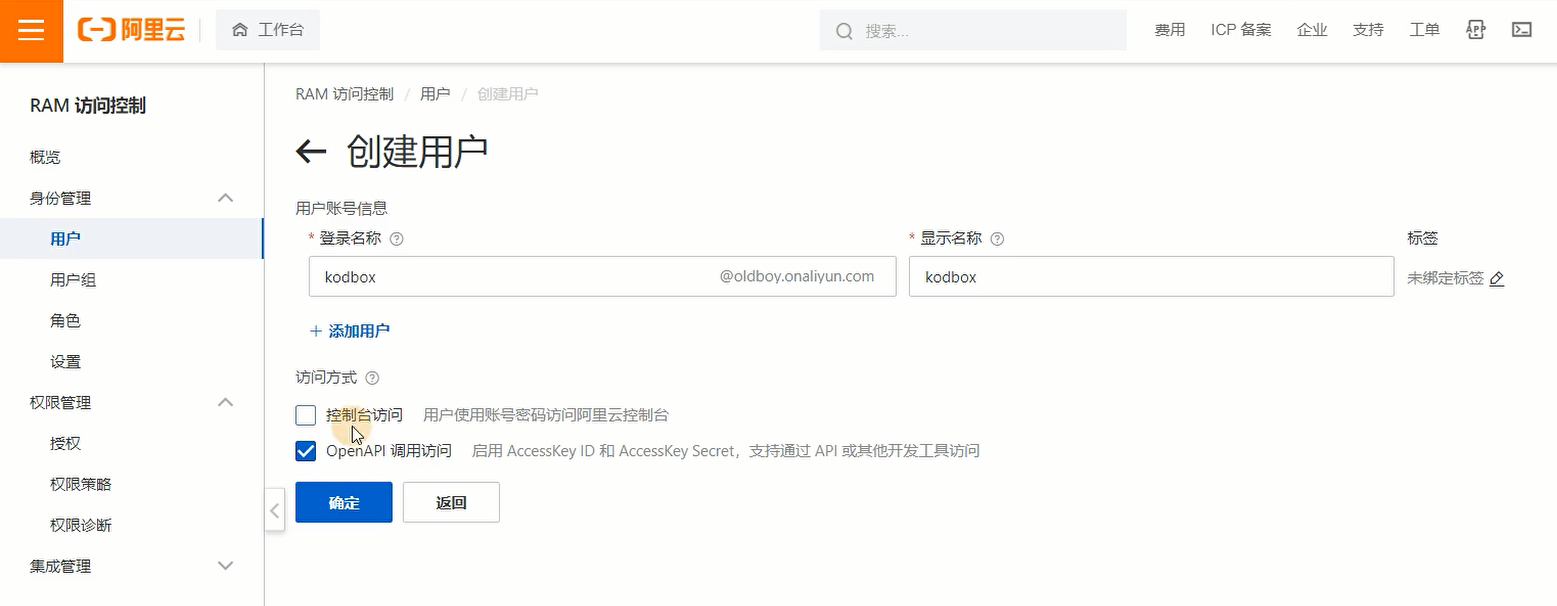 阿里云 工作台 搜索... 费用 ICP 备案 企业 支持 工单 APP
RAM 访问控制
概览
身份管理
用户
用户组
角色
设置
权限管理
授权
权限策略
权限诊断
集成管理
RAM 访问控制 / 用户 / 创建用户
创建用户
用户账号信息
* 登录名称 * 显示名称 标签
kodbox @oldboy.onaliyun.com kodbox 未绑定标签
+ 添加用户
访问方式
控制台访问 用户使用账号密码访问阿里云控制台
OpenAPI 调用访问 启用 AccessKey ID 和 AccessKey Secret，支持通过 API 或其他开发工具访问
确定 返回